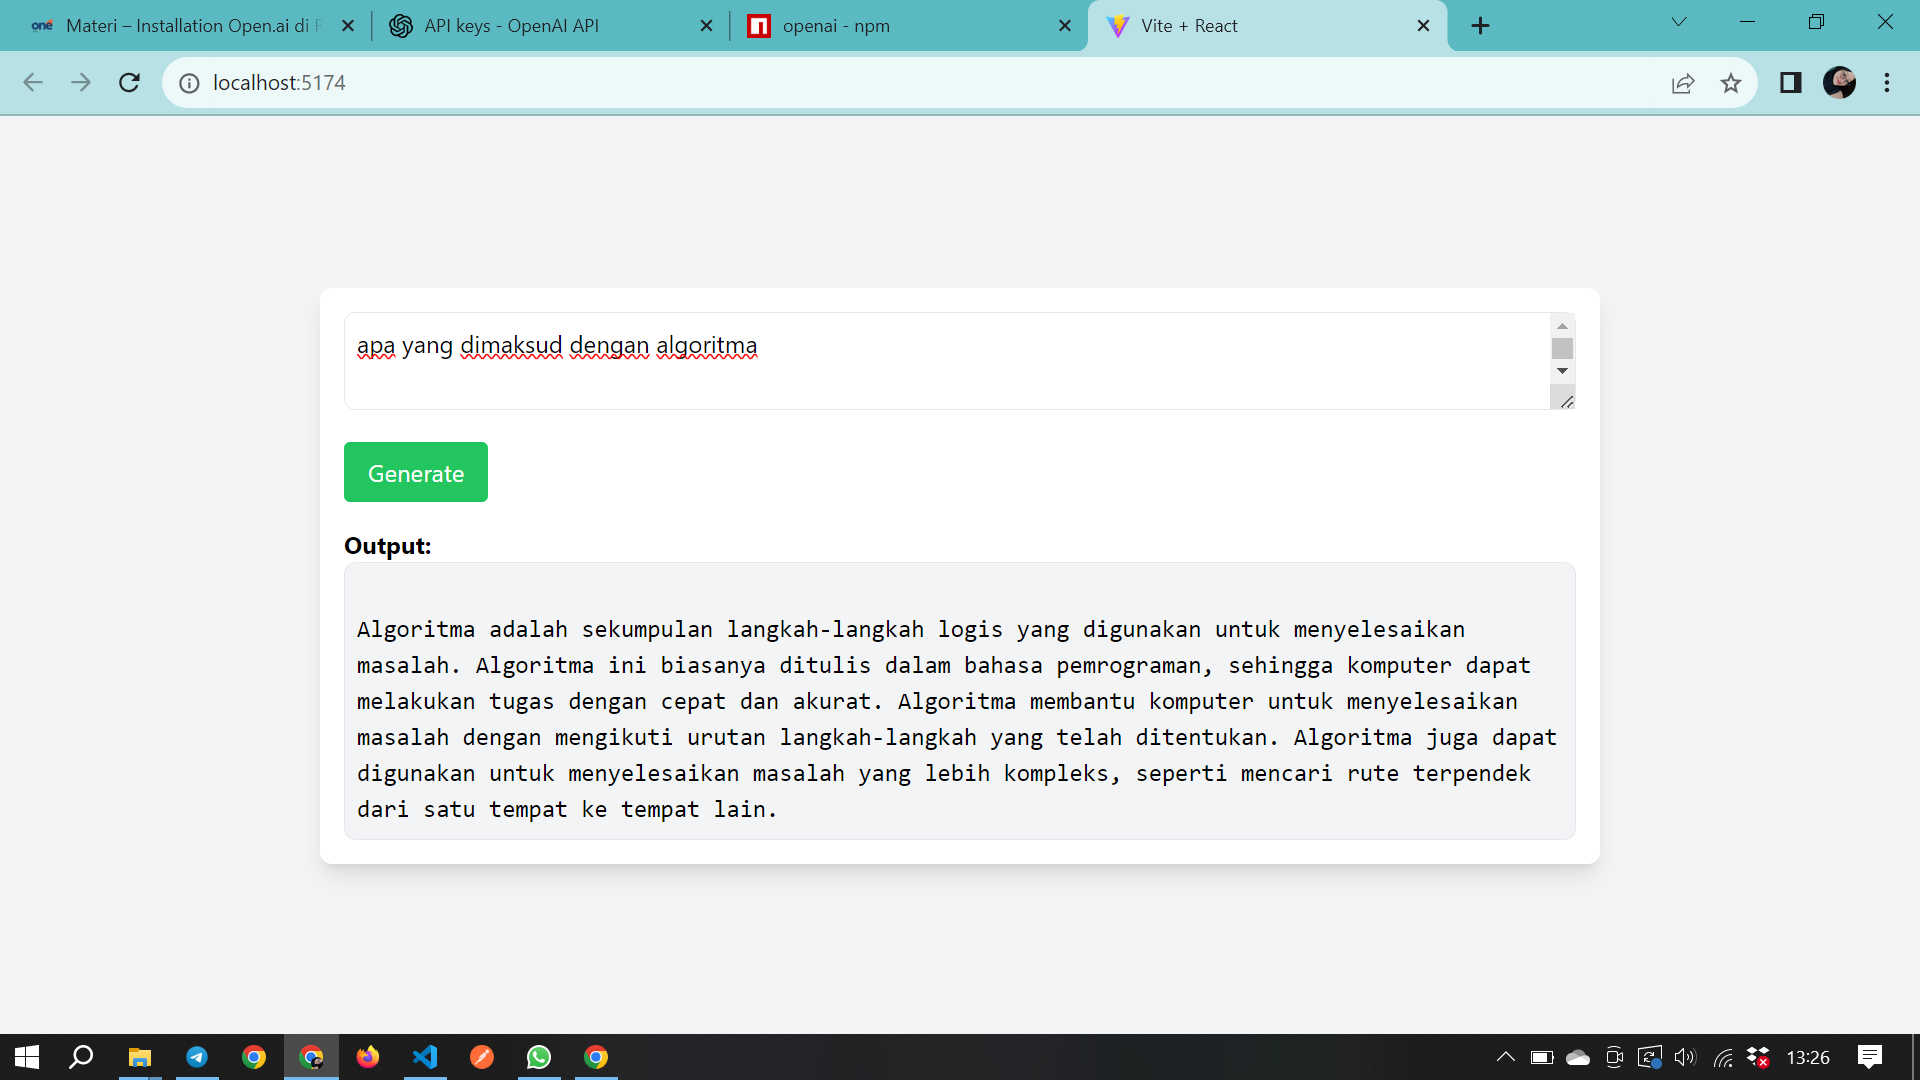 one Materi – Installation Open.ai di R
API keys - OpenAI API
openai - npm
Vite + React
localhost:5174
apa yang dimaksud dengan algoritma
Generate
Output:
Algoritma adalah sekumpulan langkah-langkah logis yang digunakan untuk menyelesaikan
masalah. Algoritma ini biasanya ditulis dalam bahasa pemrograman, sehingga komputer dapat
melakukan tugas dengan cepat dan akurat. Algoritma membantu komputer untuk menyelesaikan
masalah dengan mengikuti urutan langkah-langkah yang telah ditentukan. Algoritma juga dapat
digunakan untuk menyelesaikan masalah yang lebih kompleks, seperti mencari rute terpendek
dari satu tempat ke tempat lain.
13:26